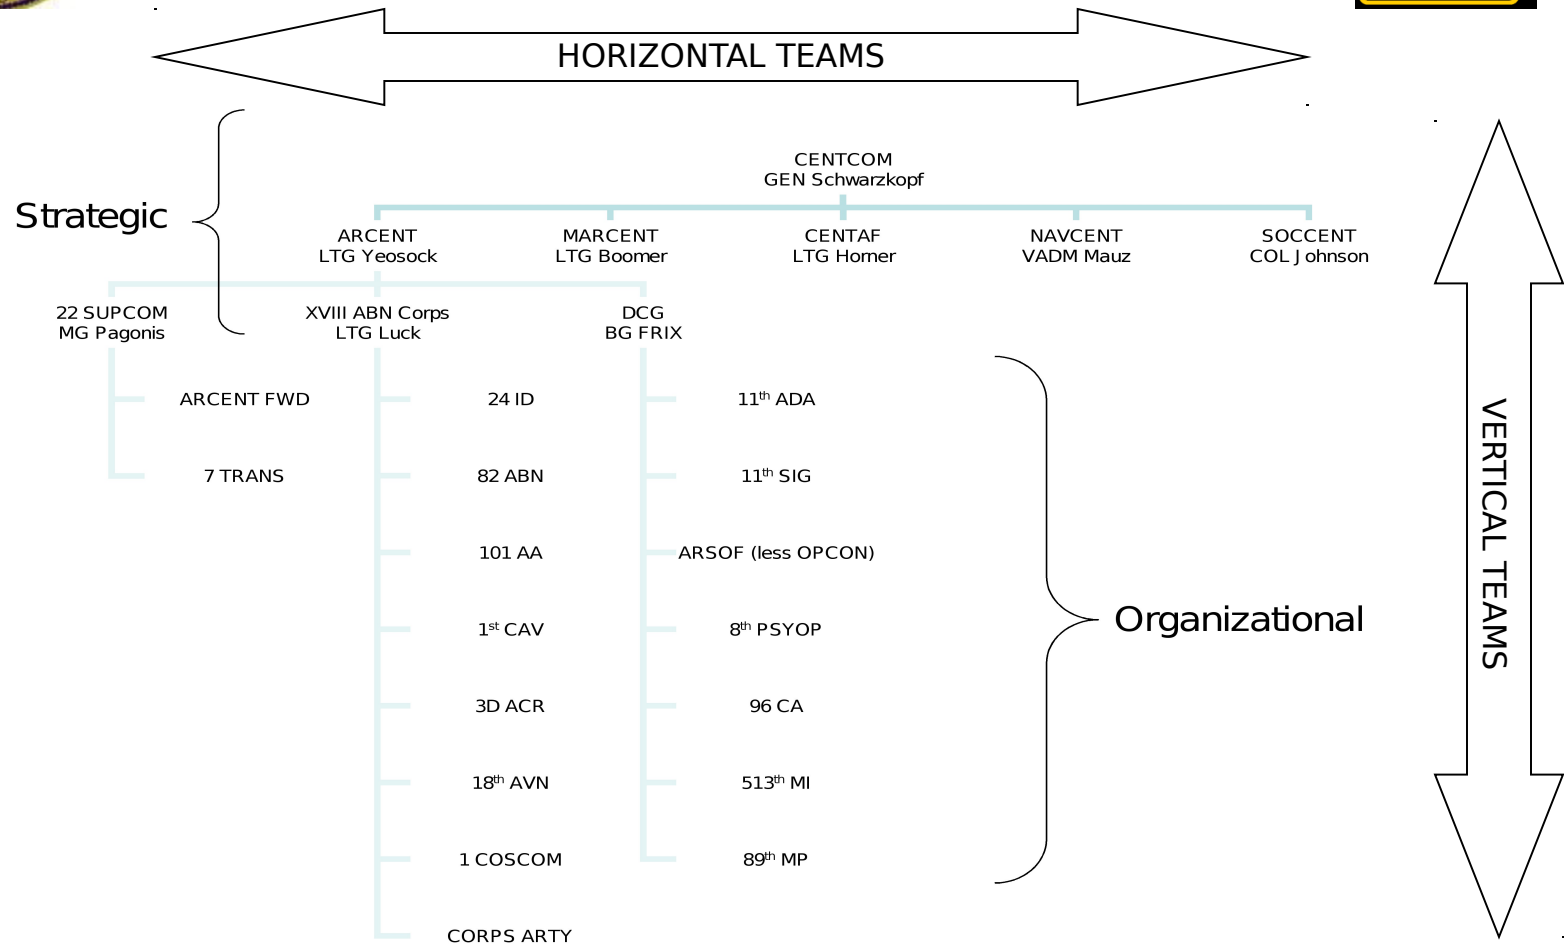 HORIZONTAL TEAMS
CENTCOM
GEN Schwarzkopf
Strategic
ARCENT
LTG Yeosock
MARCENT
LTG Boomer
CENTAF
LTG Horner
NAVCENT
VADM Mauz
SOCCENT
COL Johnson
22 SUPCOM
MG Pagonis
XVIII ABN Corps
LTG Luck
DCG
BG FRIX
ARCENT FWD
7 TRANS
24 ID
82 ABN
101 AA
1st CAV
3D ACR
18th AVN
1 COSCOM
CORPS ARTY
11th ADA
11th SIG
ARSOF (less OPCON)
8th PSYOP
96 CA
513th MI
89th MP
Organizational
VERTICAL TEAMS